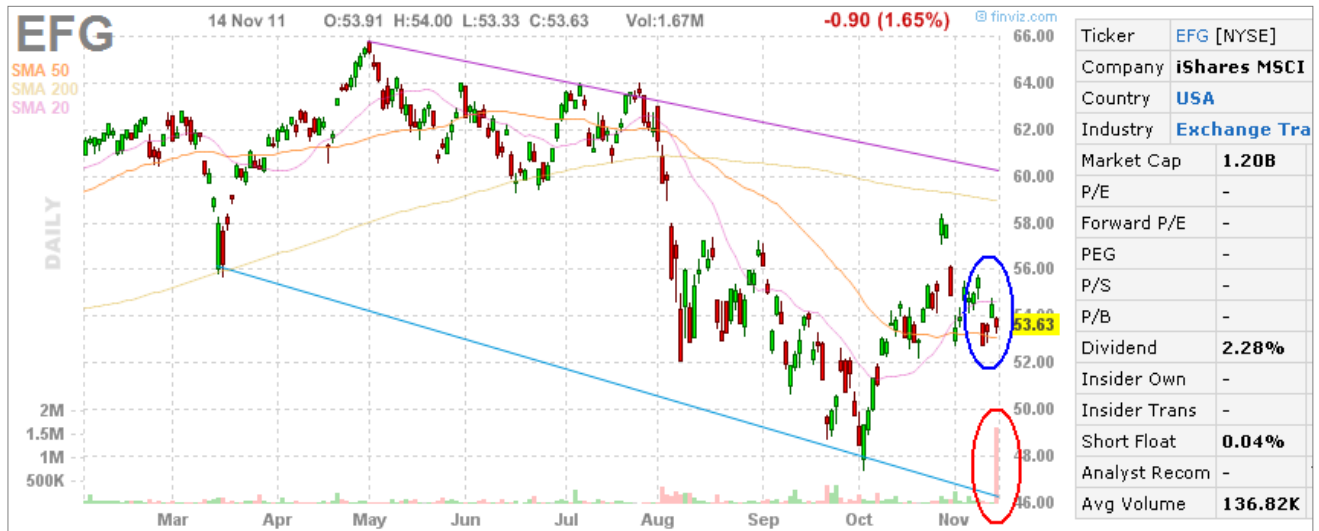 EFG
14 Nov 11 O:53.91 H:54.00 L:53.33 C:53.63 Vol:1.67M -0.90 (1.65%) © finviz.com
SMA 50
SMA 200
SMA 20
DAILY
66.00
64.00
62.00
60.00
58.00
56.00
54.00
53.63
52.00
50.00
48.00
46.00
2M
1.5M
1M
500K
Mar Apr May Jun Jul Aug Sep Oct Nov
Ticker EFG [NYSE]
Company iShares MSCI
Country USA
Industry Exchange Tra
Market Cap 1.20B
P/E -
Forward P/E -
PEG -
P/S -
P/B -
Dividend 2.28%
Insider Own -
Insider Trans -
Short Float 0.04%
Analyst Recom -
Avg Volume 136.82K